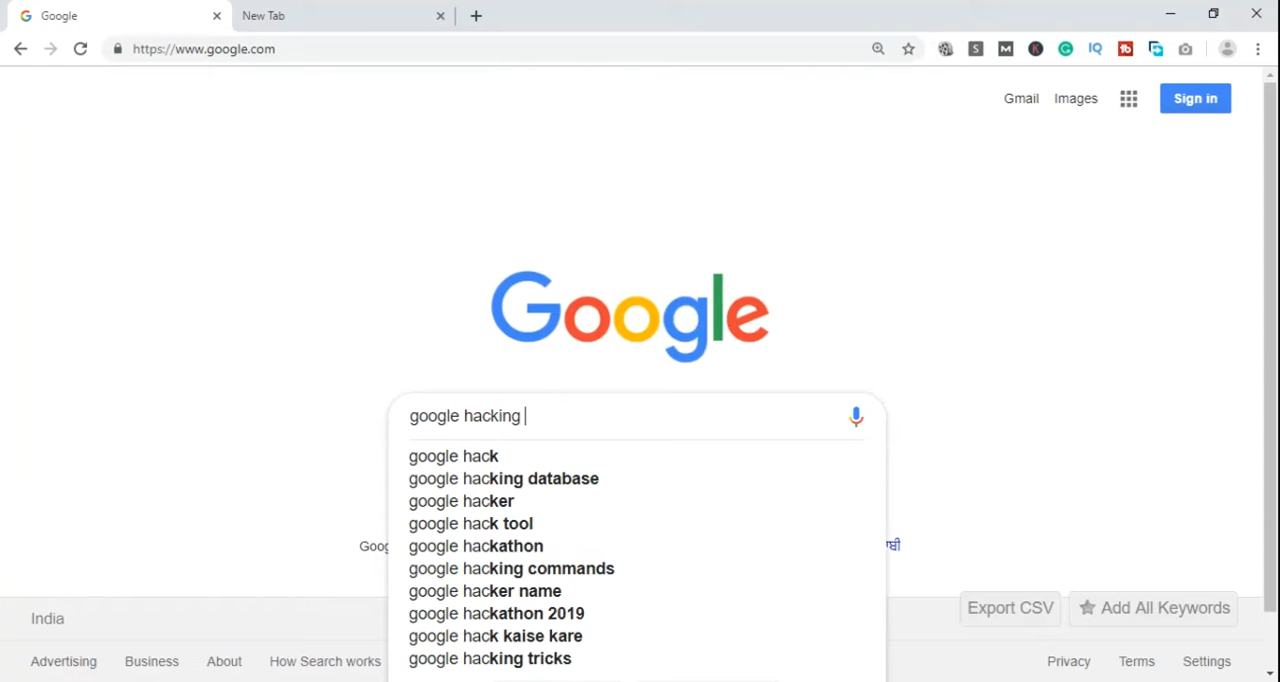 Google
New Tab
https://www.google.com
Gmail Images Sign in
Google
google hacking
google hack
google hacking database
google hacker
google hack tool
google hackathon
google hacking commands
google hacker name
google hackathon 2019
google hack kaise kare
google hacking tricks
India
Export CSV Add All Keywords
Advertising Business About How Search works Privacy Terms Settings